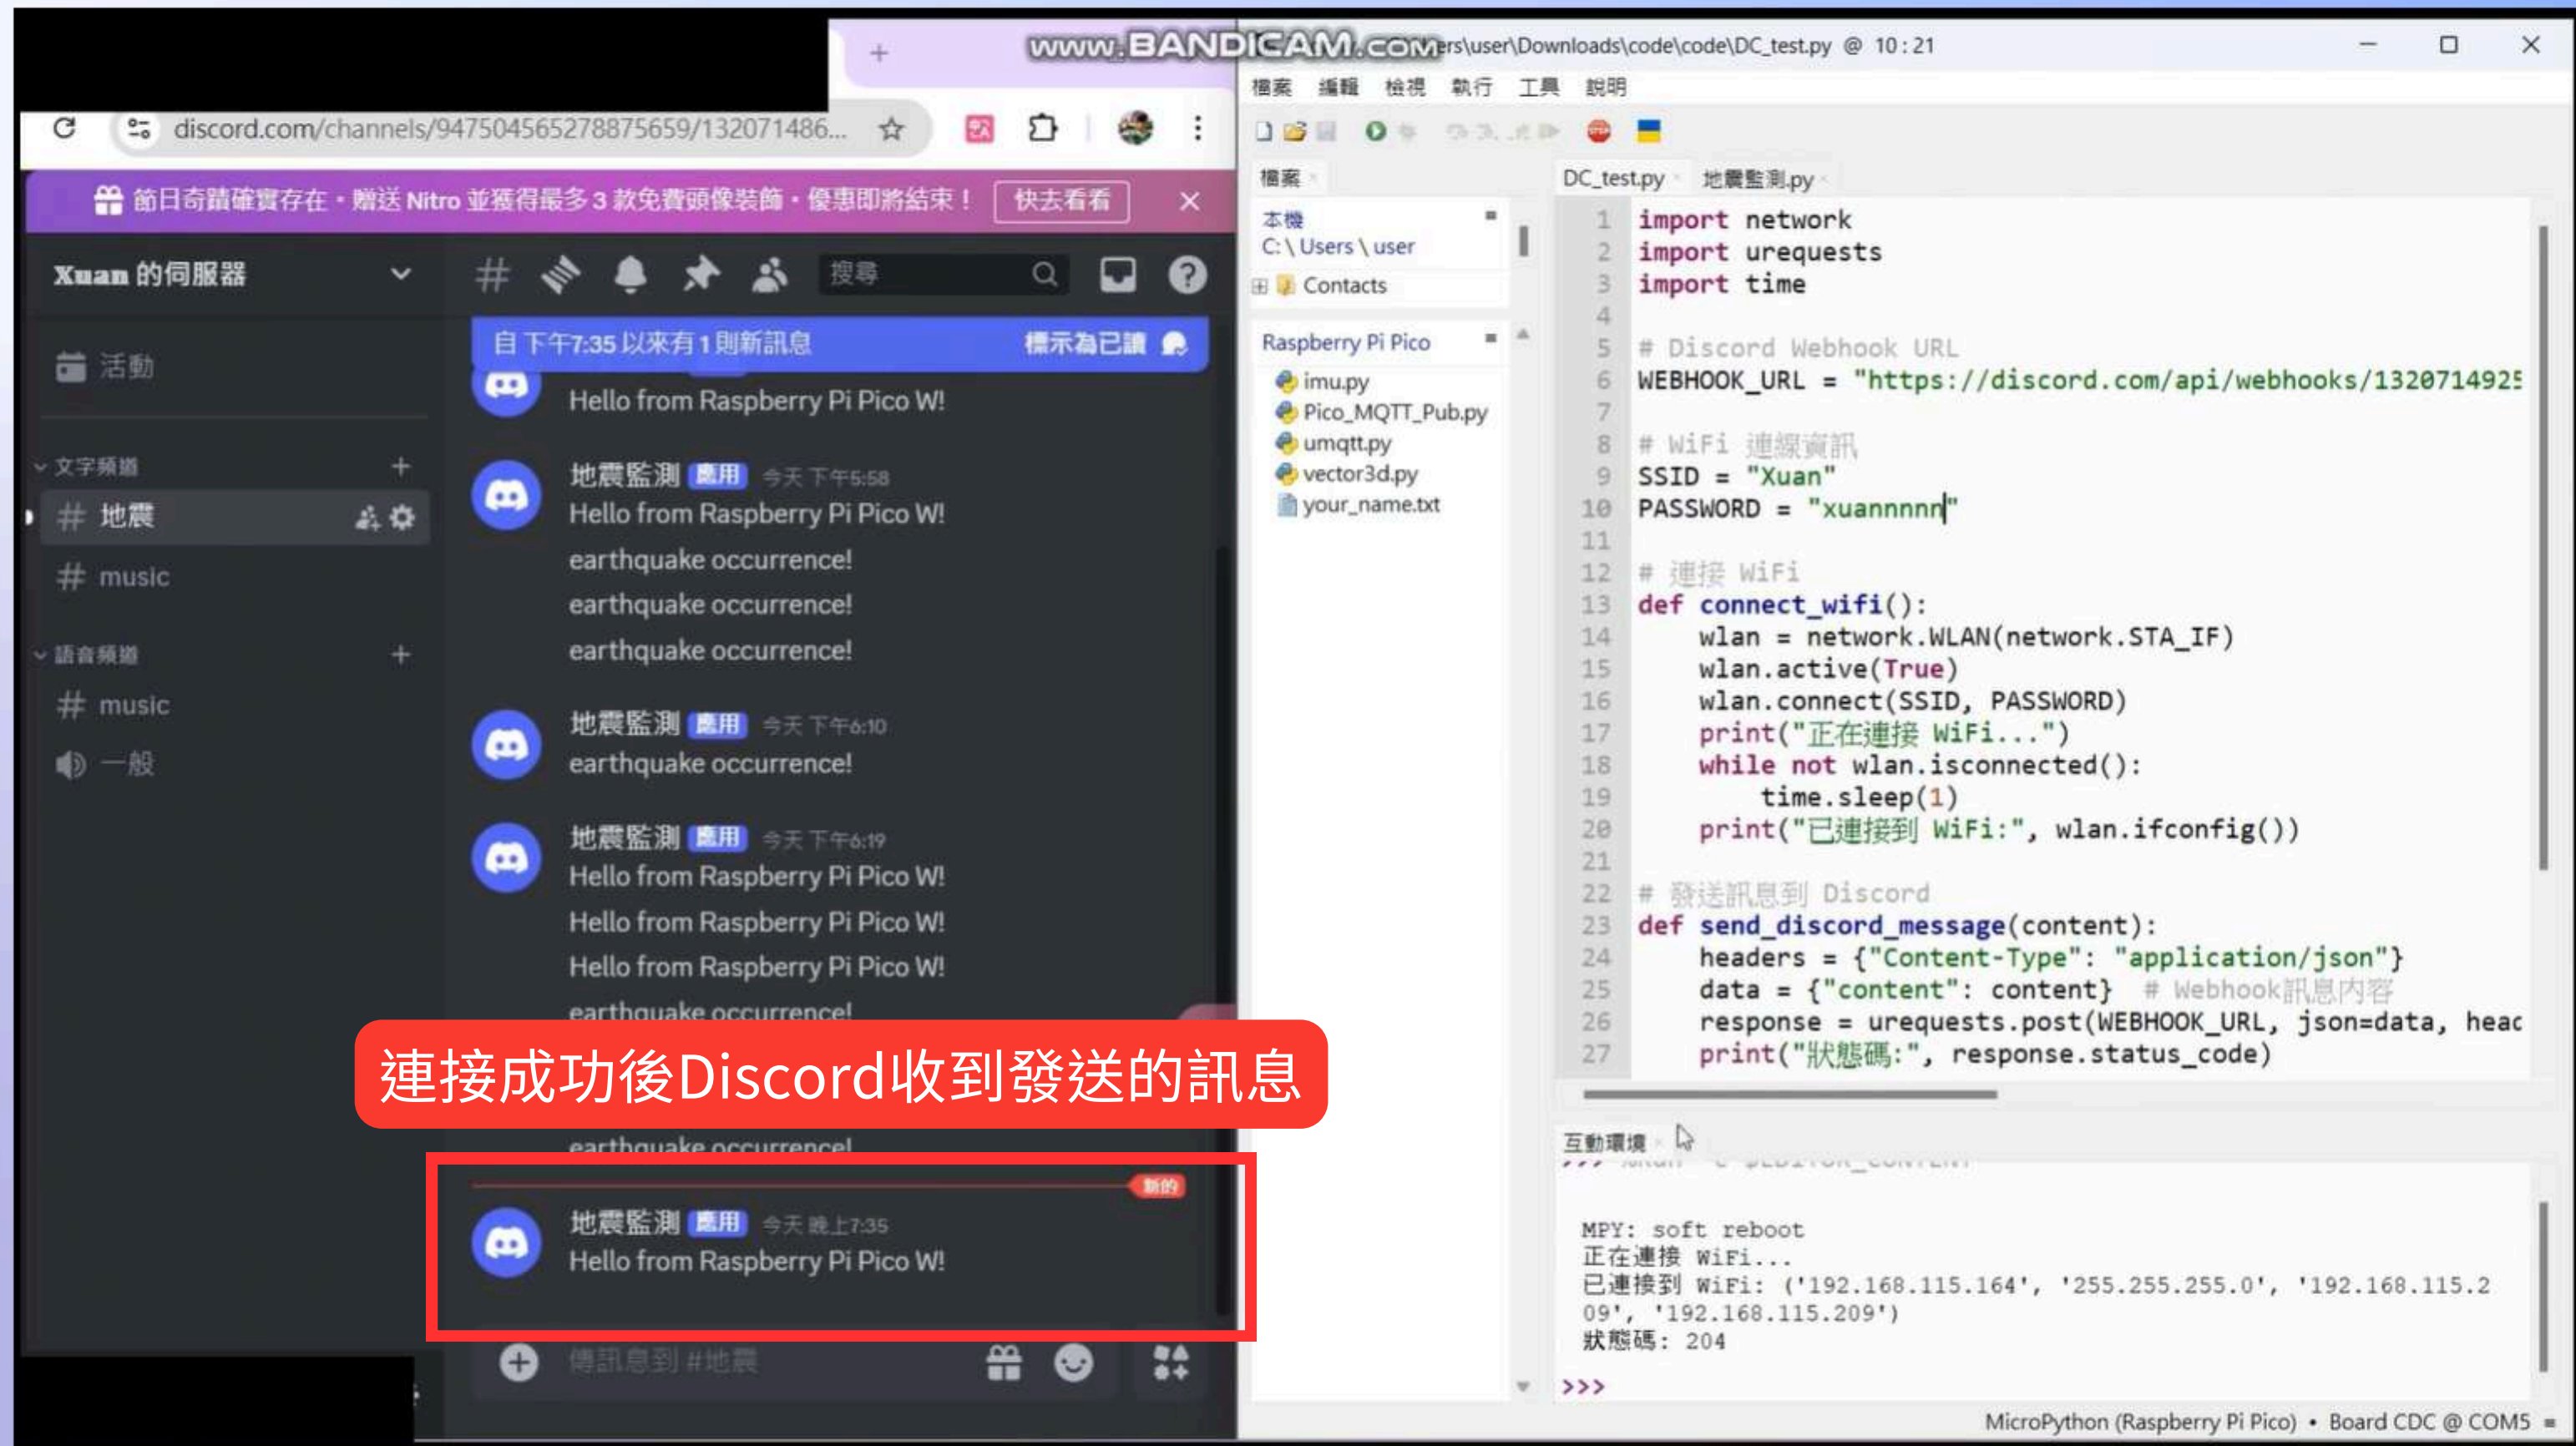 www.BANDICAM.com
ers\user\Downloads\code\code\DC_test.py @ 10 : 21
discord.com/channels/947504565278875659/132071486...
節日奇蹟確實存在・贈送 Nitro 並獲得最多 3 款免費頭像裝飾・優惠即將結束！
快去看看
Xuan 的伺服器
搜尋
活動
文字頻道
# 地震
# music
語音頻道
# music
一般
自 下午7:35 以來有 1 則新訊息
標示為已讀
Hello from Raspberry Pi Pico W!
地震監測 應用 今天 下午5:58
Hello from Raspberry Pi Pico W!
earthquake occurrence!
earthquake occurrence!
earthquake occurrence!
地震監測 應用 今天 下午6:10
earthquake occurrence!
地震監測 應用 今天 下午6:19
Hello from Raspberry Pi Pico W!
Hello from Raspberry Pi Pico W!
Hello from Raspberry Pi Pico W!
earthquake occurrence!
連接成功後Discord收到發送的訊息
earthquake occurrence!
新的
地震監測 應用 今天 晚上7:35
Hello from Raspberry Pi Pico W!
傳訊息到 #地震
檔案 編輯 檢視 執行 工具 說明
STOP
檔案
本機
C: \ Users \ user
Contacts
Raspberry Pi Pico
imu.py
Pico_MQTT_Pub.py
umqtt.py
vector3d.py
your_name.txt
DC_test.py
地震監測.py
1 import network
2 import urequests
3 import time
4
5 # Discord Webhook URL
6 WEBHOOK_URL = "https://discord.com/api/webhooks/1320714925
7
8 # WiFi 連線資訊
9 SSID = "Xuan"
10 PASSWORD = "xuannnnn"
11
12 # 連接 WiFi
13 def connect_wifi():
14 wlan = network.WLAN(network.STA_IF)
15 wlan.active(True)
16 wlan.connect(SSID, PASSWORD)
17 print("正在連接 WiFi...")
18 while not wlan.isconnected():
19 time.sleep(1)
20 print("已連接到 WiFi:", wlan.ifconfig())
21
22 # 發送訊息到 Discord
23 def send_discord_message(content):
24 headers = {"Content-Type": "application/json"}
25 data = {"content": content} # Webhook訊息內容
26 response = urequests.post(WEBHOOK_URL, json=data, head
27 print("狀態碼:", response.status_code)
互動環境
MPY: soft reboot
正在連接 WiFi...
已連接到 WiFi: ('192.168.115.164', '255.255.255.0', '192.168.115.2
09', '192.168.115.209')
狀態碼: 204
>>>
MicroPython (Raspberry Pi Pico) • Board CDC @ COM5